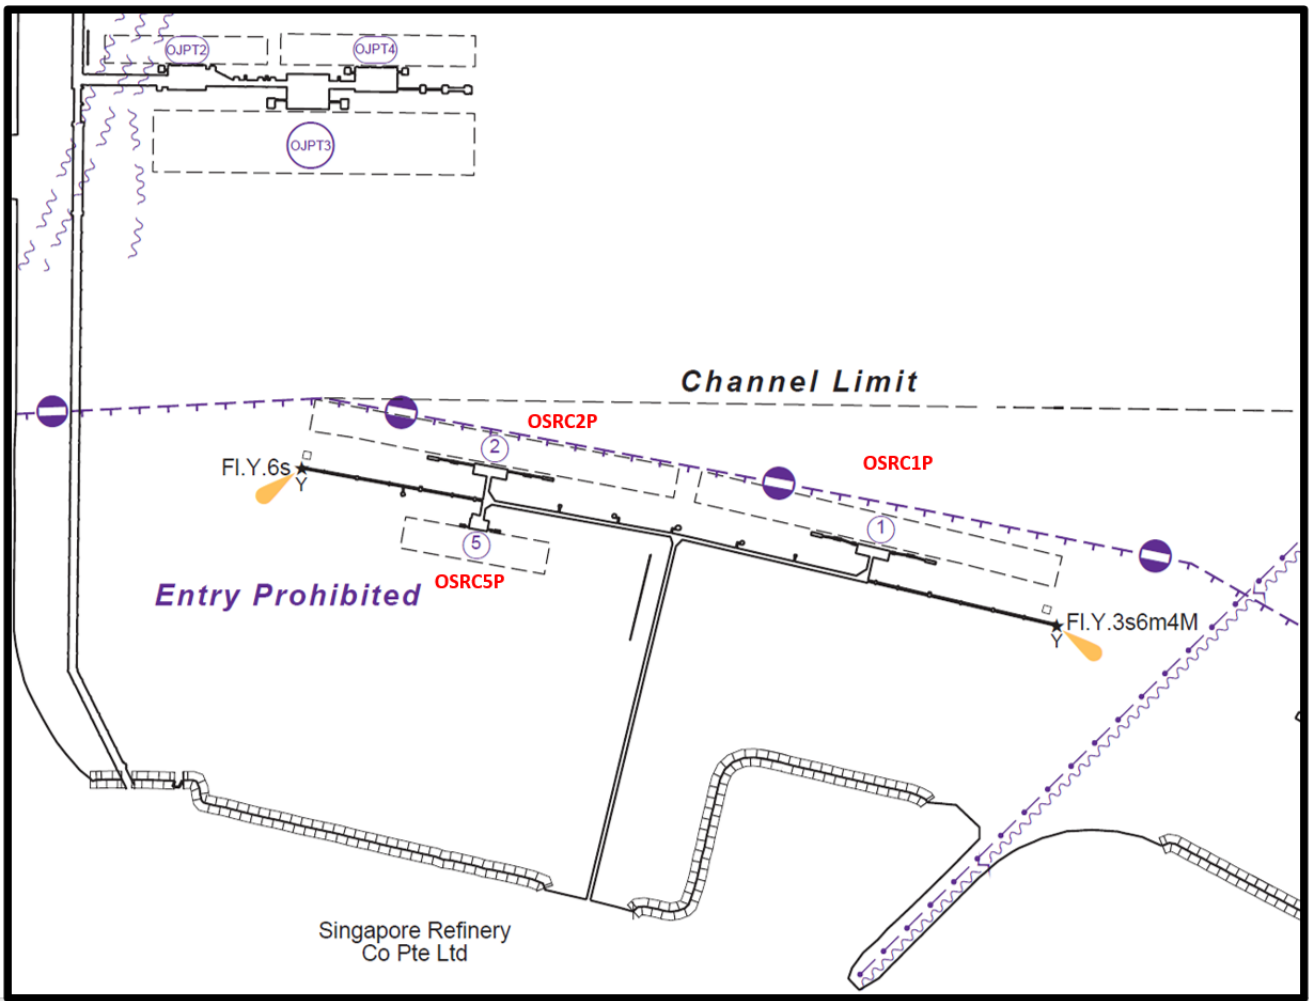 OJPT2
OJPT4
OJPT3
Channel Limit
OSRC2P
2
OSRC1P
Fl.Y.6s
Y
1
5
OSRC5P
Entry Prohibited
Fl.Y.3s6m4M
Y
Singapore Refinery
Co Pte Ltd